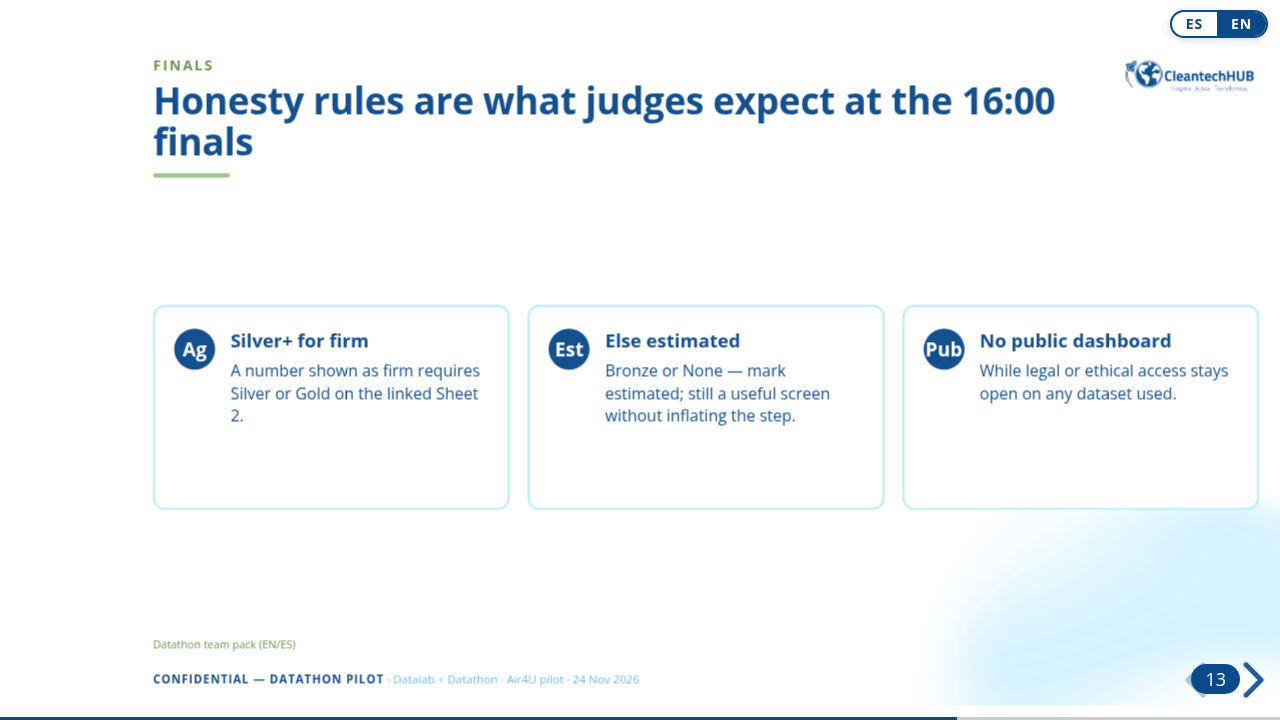 ES EN
FINALS
CleantechHUB
Honesty rules are what judges expect at the 16:00
finals
Ag
Silver+ for firm
A number shown as firm requires
Silver or Gold on the linked Sheet
2.
Est
Else estimated
Bronze or None — mark
estimated; still a useful screen
without inflating the step.
Pub
No public dashboard
While legal or ethical access stays
open on any dataset used.
Datathon team pack (EN/ES)
CONFIDENTIAL — DATATHON PILOT · Datalab + Datathon · Air4U pilot · 24 Nov 2026
13